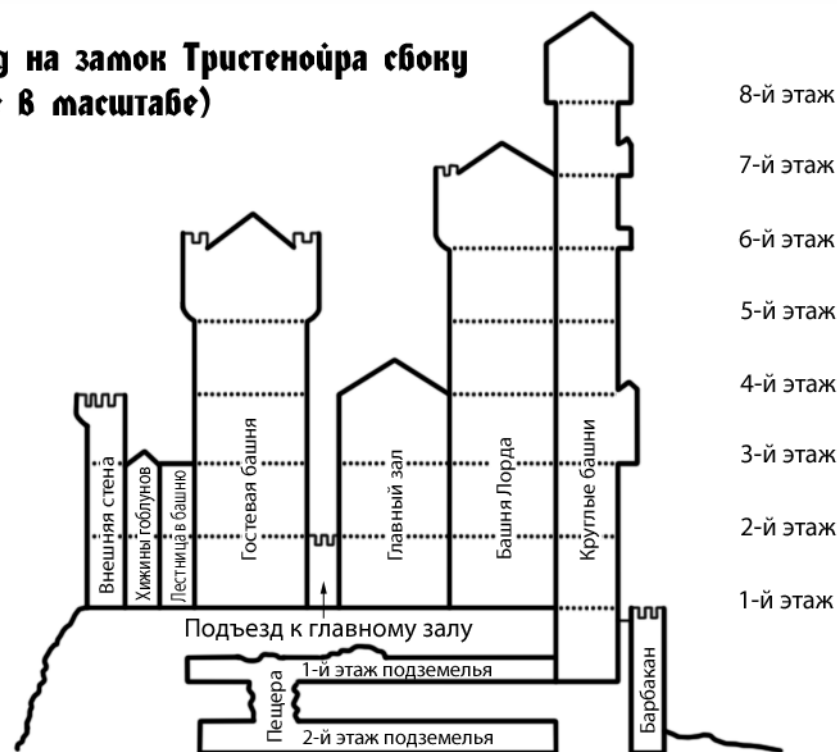 на замок Тристенойра сбоку
в масштабе)
8-й этаж
7-й этаж
6-й этаж
5-й этаж
4-й этаж
3-й этаж
2-й этаж
1-й этаж
Внешняя стена
Хижины гоблунов
Лестница в башню
Гостевая башня
Главный зал
Башня Лорда
Круглые башни
Подъезд к главному залу
1-й этаж подземелья
Пещера
2-й этаж подземелья
Барбакан